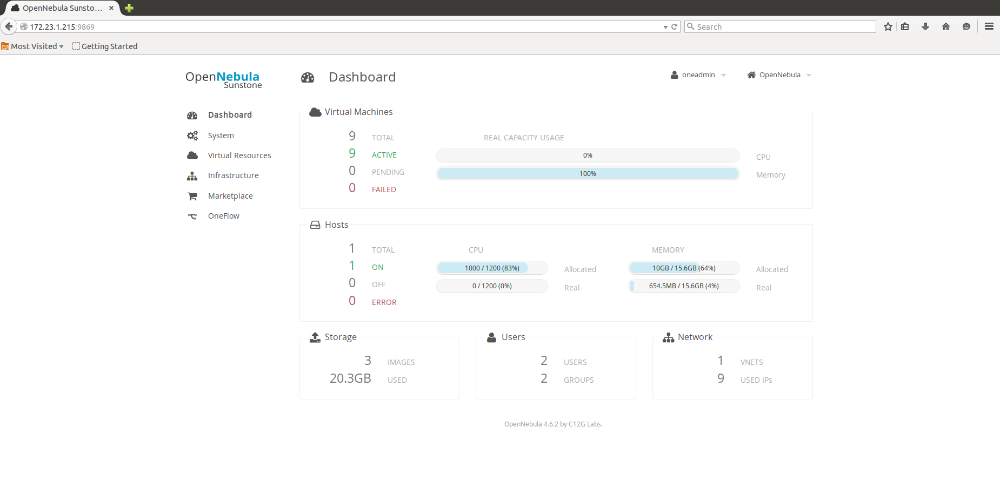 OpenNebula Sunsto...
172.23.1.215:9869
Search
Most Visited
Getting Started
OpenNebula
Sunstone
Dashboard
oneadmin
OpenNebula
Dashboard
System
Virtual Resources
Infrastructure
Marketplace
OneFlow
Virtual Machines
9 TOTAL
9 ACTIVE
0 PENDING
0 FAILED
REAL CAPACITY USAGE
0% CPU
100% Memory
Hosts
1 TOTAL
1 ON
0 OFF
0 ERROR
CPU
1000 / 1200 (83%) Allocated
0 / 1200 (0%) Real
MEMORY
10GB / 15.6GB (64%) Allocated
654.5MB / 15.6GB (4%) Real
Storage
3 IMAGES
20.3GB USED
Users
2 USERS
2 GROUPS
Network
1 VNETS
9 USED IPs
OpenNebula 4.6.2 by C12G Labs.